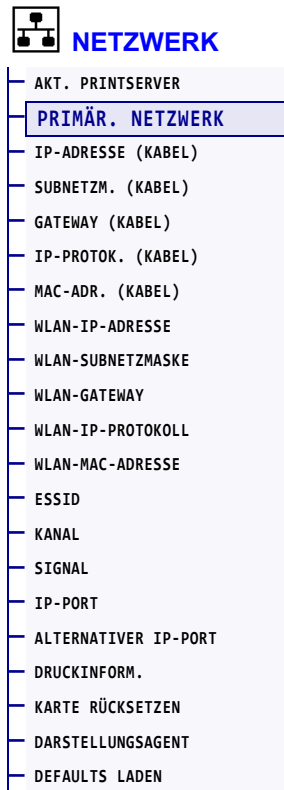 NETZWERK
AKT. PRINTSERVER
PRIMÄR. NETZWERK
IP-ADRESSE (KABEL)
SUBNETZM. (KABEL)
GATEWAY (KABEL)
IP-PROTOK. (KABEL)
MAC-ADR. (KABEL)
WLAN-IP-ADRESSE
WLAN-SUBNETZMASKE
WLAN-GATEWAY
WLAN-IP-PROTOKOLL
WLAN-MAC-ADRESSE
ESSID
KANAL
SIGNAL
IP-PORT
ALTERNATIVER IP-PORT
DRUCKINFORM.
KARTE RÜCKSETZEN
DARSTELLUNGSAGENT
DEFAULTS LADEN